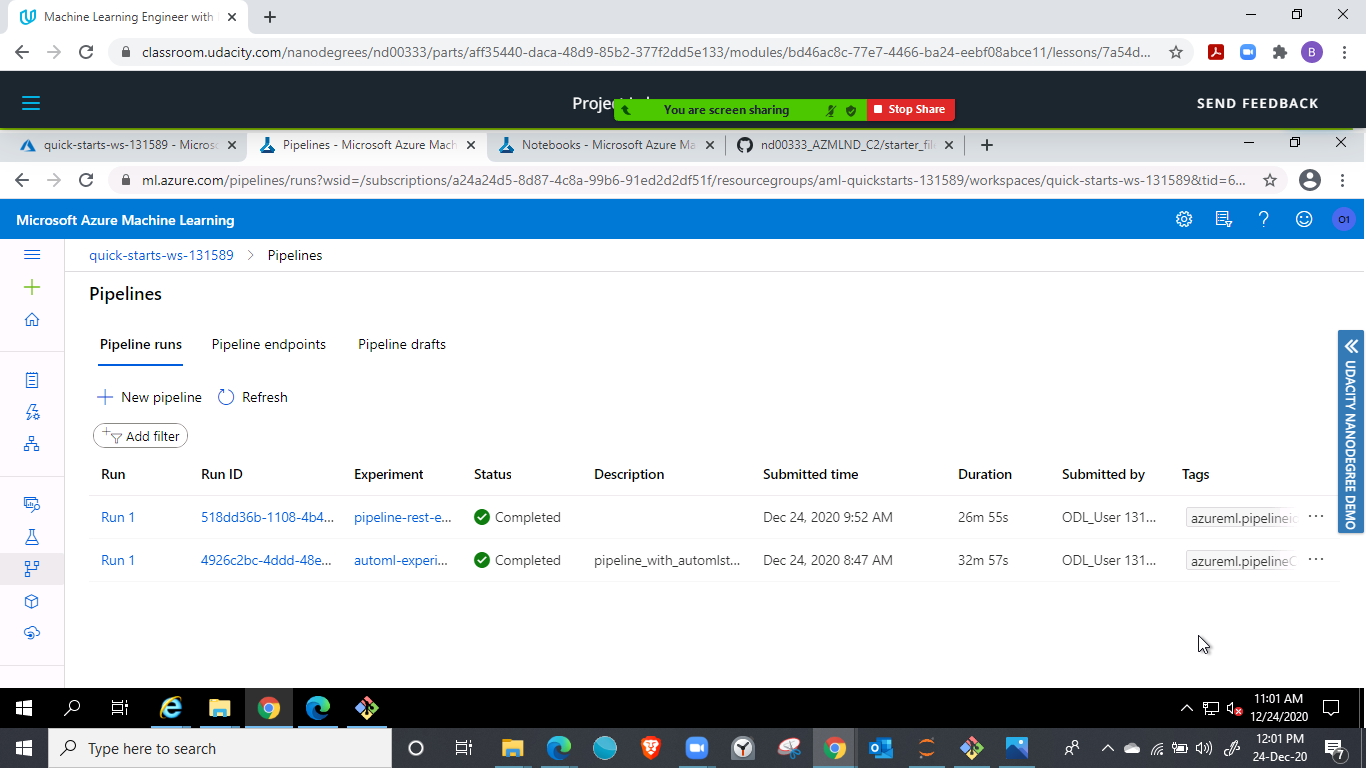 Machine Learning Engineer with
classroom.udacity.com/nanodegrees/nd00333/parts/aff35440-daca-48d9-85b2-377f2dd5e133/modules/bd46ac8c-77e7-4466-ba24-eebf08abce11/lessons/7a54d...
B
Project
You are screen sharing
Stop Share
SEND FEEDBACK
quick-starts-ws-131589 - Micros
Pipelines - Microsoft Azure Mach
Notebooks - Microsoft Azure Ma
nd00333_AZMLND_C2/starter_fil
ml.azure.com/pipelines/runs?wsid=/subscriptions/a24a24d5-8d87-4c8a-99b6-91ed2d2df51f/resourcegroups/aml-quickstarts-131589/workspaces/quick-starts-ws-131589&tid=6...
Microsoft Azure Machine Learning
O1
quick-starts-ws-131589 > Pipelines
Pipelines
Pipeline runs Pipeline endpoints Pipeline drafts
New pipeline Refresh
Add filter
Run Run ID Experiment Status Description Submitted time Duration Submitted by Tags
Run 1 518dd36b-1108-4b4... pipeline-rest-e... Completed Dec 24, 2020 9:52 AM 26m 55s ODL_User 131... azureml.pipelineid ...
Run 1 4926c2bc-4ddd-48e... automl-experi... Completed pipeline_with_automlst... Dec 24, 2020 8:47 AM 32m 57s ODL_User 131... azureml.pipelineC ...
UDACITY NANODEGREE DEMO
11:01 AM
12/24/2020
Type here to search
12:01 PM
24-Dec-20
7